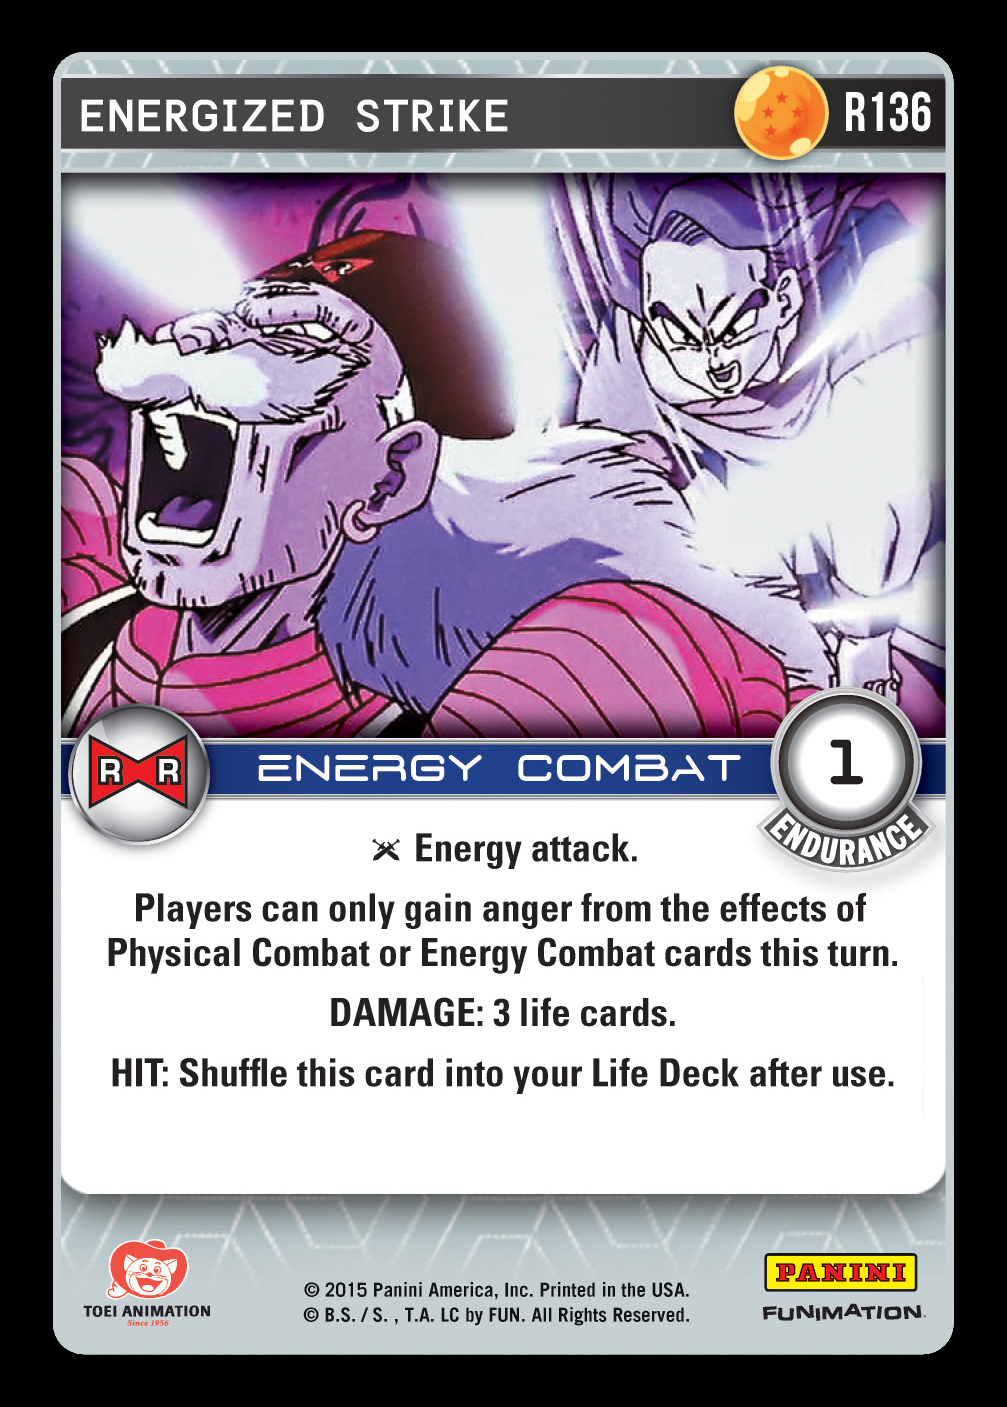 ENERGIZED STRIKE
R136
R R
ENERGY COMBAT
1
ENDURANCE
Energy attack.
Players can only gain anger from the effects of
Physical Combat or Energy Combat cards this turn.
DAMAGE: 3 life cards.
HIT: Shuffle this card into your Life Deck after use.
TOEI ANIMATION
Since 1956
© 2015 Panini America, Inc. Printed in the USA.
© B.S. / S. , T.A. LC by FUN. All Rights Reserved.
PANINI
FUNIMATION